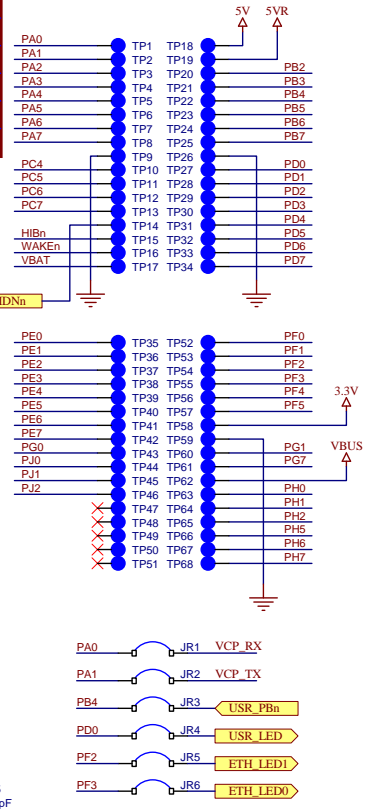 5V 5VR
PA0 TP1 TP18
PA1 TP2 TP19
PA2 TP3 TP20 PB2
PA3 TP4 TP21 PB3
PA4 TP5 TP22 PB4
PA5 TP6 TP23 PB5
PA6 TP7 TP24 PB6
PA7 TP8 TP25 PB7
TP9 TP26
PC4 TP10 TP27 PD0
PC5 TP11 TP28 PD1
PC6 TP12 TP29 PD2
PC7 TP13 TP30 PD3
TP14 TP31 PD4
HIBn TP15 TP32 PD5
WAKEn TP16 TP33 PD6
VBAT TP17 TP34 PD7
PE0 TP35 TP52 PF0
PE1 TP36 TP53 PF1
PE2 TP37 TP54 PF2
PE3 TP38 TP55 PF3
PE4 TP39 TP56 PF4
PE5 TP40 TP57 PF5
PE6 TP41 TP58 3.3V
PE7 TP42 TP59
PG0 TP43 TP60 PG1
PJ0 TP44 TP61 PG7
PJ1 TP45 TP62 VBUS
PJ2 TP46 TP63 PH0
TP47 TP64 PH1
TP48 TP65 PH2
TP49 TP66 PH5
TP50 TP67 PH6
TP51 TP68 PH7
PA0 JR1 VCP_RX
PA1 JR2 VCP_TX
PB4 JR3 USR_PBn
PD0 JR4 USR_LED
PF2 JR5 ETH_LED1
PF3 JR6 ETH_LED0